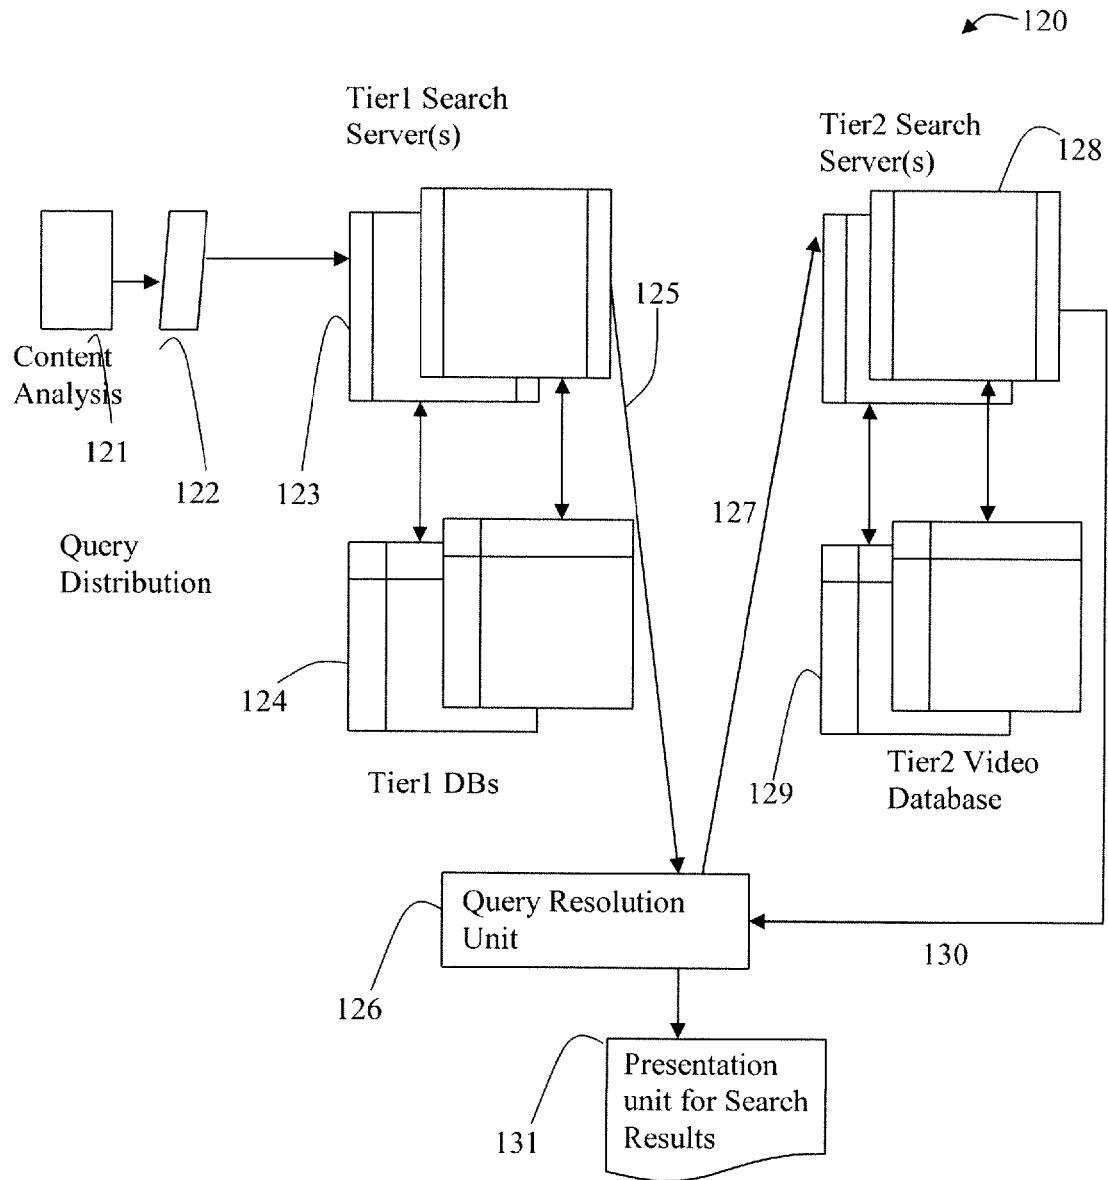 120
Tier1 Search
Server(s)
Tier2 Search
Server(s)
128
125
Content
Analysis
121
122
123
127
Query
Distribution
124
129
Tier1 DBs
Tier2 Video
Database
Query Resolution
Unit
126
130
Presentation
unit for Search
Results
131